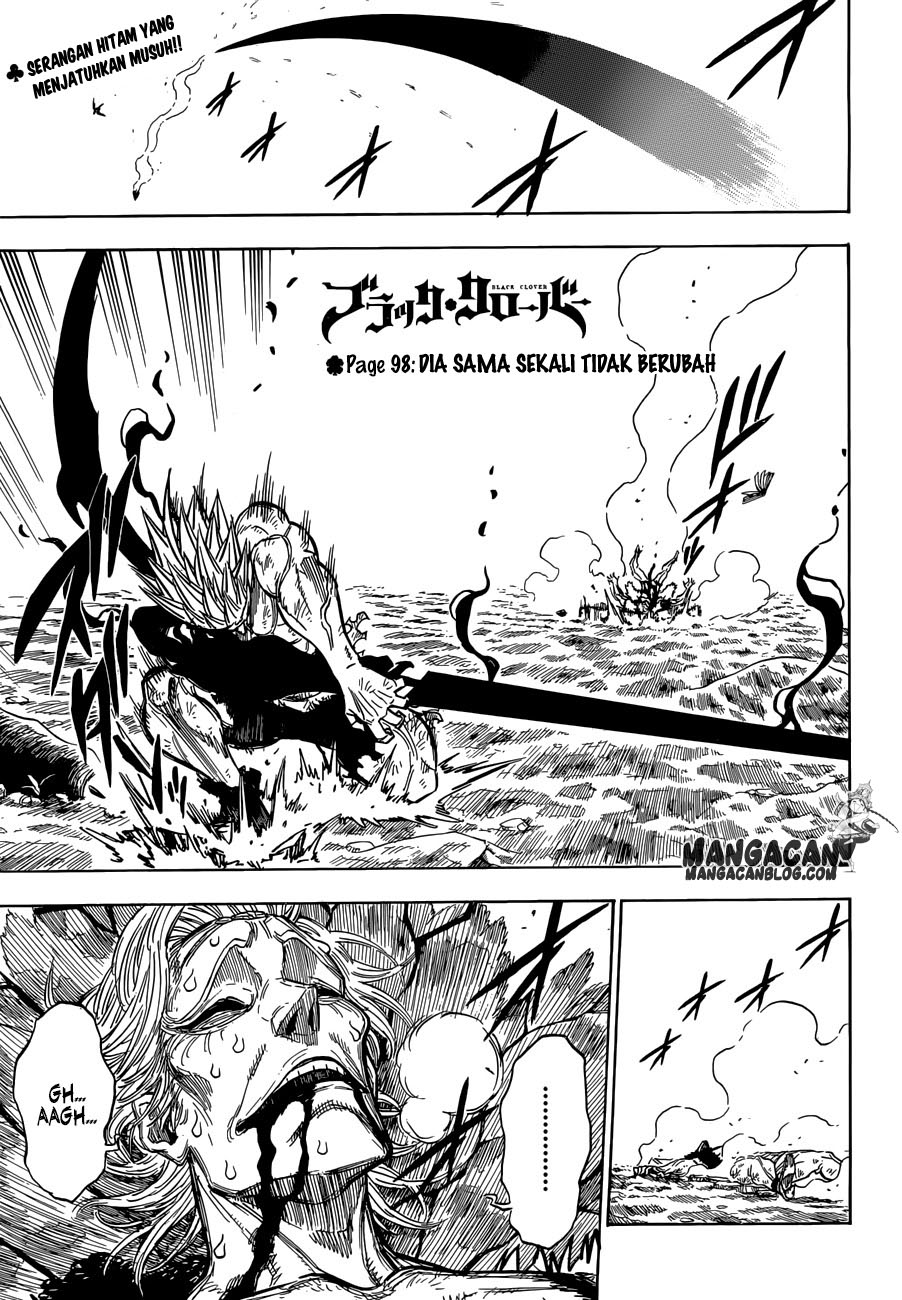 ♣ SERANGAN HITAM YANG
MENJATUHKAN MUSUH!!
ブラック・クローバー
BLACK CLOVER
Page 98: DIA SAMA SEKALI TIDAK BERUBAH
MANGACAN
MANGACANBLOG.COM
.........
GH...
AAGH...